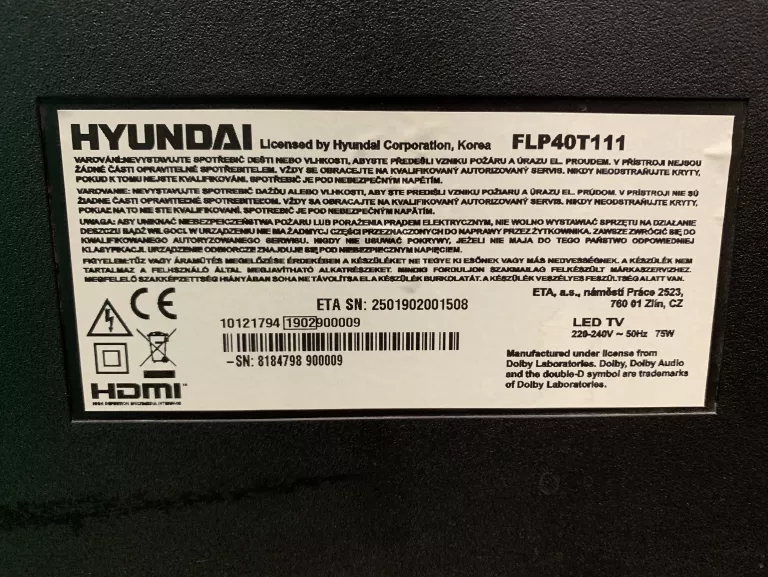 HYUNDAI Licensed by Hyundai Corporation, Korea FLP40T111
VAROVÁNÍ:NEVYSTAVUJTE SPOTŘEBIČ DEŠTI NEBO VLHKOSTI, ABYSTE PŘEDEŠLI VZNIKU POŽÁRU A ÚRAZU EL. PROUDEM. V PŘÍSTROJI NEJSOU
ŽÁDNÉ ČÁSTI OPRAVITELNÉ SPOTŘEBITELEM. VŽDY SE OBRACEJTE NA KVALIFIKOVANÝ AUTORIZOVANÝ SERVIS. NIKDY NEODSTRAŇUJTE KRYTY,
POKUD K TOMU NEJSTE KVALIFIKOVÁNI. SPOTŘEBIČ JE POD NEBEZPEČNÝM NAPĚTÍM.
VAROVANIE: NEVYSTAVUJTE SPOTREBIČ DAŽĎU ALEBO VLHKOSTI, ABY STE PREDIŠLI VZNIKU POŽIARU A ÚRAZU EL. PRÚDOM. V PRÍSTROJI NIE SÚ
ŽIADNE ČASTI OPRAVITEĽNÉ SPOTREBITEĽOM. VŽDY SA OBRACAJTE NA KVALIFIKOVANÝ AUTORIZOVANÝ SERVIS. NIKDY NEODSTRAŇUJTE KRYTY,
POKIAĽ NA TO NIE STE KVALIFIKOVANÝ. SPOTREBIČ JE POD NEBEZPEČNÝM NAPÄTÍM.
UWAGA: ABY UNIKNĄĆ NIEBEZPIECZEŃSTWA POŻARU LUB PORAŻENIA PRĄDEM ELEKTRYCZNYM, NIE WOLNO WYSTAWIAĆ SPRZĘTU NA DZIAŁANIE
DESZCZU BĄDŹ WILGOCI. W URZĄDZENIU NIE MA ŻADNYCH CZĘŚCI PRZEZNACZONYCH DO NAPRAWY PRZEZ UŻYTKOWNIKA. ZAWSZE ZWRÓCIĆ SIĘ DO
KWALIFIKOWANEGO AUTORYZOWANEGO SERWISU. NIGDY NIE USUWAĆ POKRYWY, JEŻELI NIE MAJĄ DO TEGO PAŃSTWO ODPOWIEDNIEJ
KLASYFIKACJI. URZĄDZENIE ODBIORCZE ZNAJDUJE SIĘ POD NIEBEZPIECZNYM NAPIĘCIEM.
FIGYELEM:TŰZ VAGY ÁRAMÜTÉS MEGELŐZÉSE ÉRDEKÉBEN A KÉSZÜLÉKET NE TEGYE KI ESŐNEK VAGY MÁS NEDVESSÉGNEK. A KÉSZÜLÉK NEM
TARTALMAZ A FELHSZNÁLÓ ÁLTAL MEGJAVÍTHATÓ ALKATRÉSZEKET. MINDIG FORDULJON SZAKMAILAG FELKÉSZÜLT MÁRKASZERVIZHEZ.
MEGFELELŐ SZAKKÉPZETTSÉG HIÁNYÁBAN SOHA NE TÁVOLÍTSA EL A KÉSZÜLÉK BURKOLATÁT. A KÉSZÜLÉK VESZÉLYES FESZÜLTSÉG ALATT VAN.
ETA, a.s., náměstí Práce 2523,
760 01 Zlín, CZ
ETA SN: 2501902001508
10121794 1902900009
LED TV
220-240V ~ 50Hz 75W
-SN: 8184798 900009
Manufactured under license from
Dolby Laboratories. Dolby, Dolby Audio
and the double-D symbol are trademarks
of Dolby Laboratories.
CE
HDMI™
HIGH DEFINITION MULTIMEDIA INTERFACE